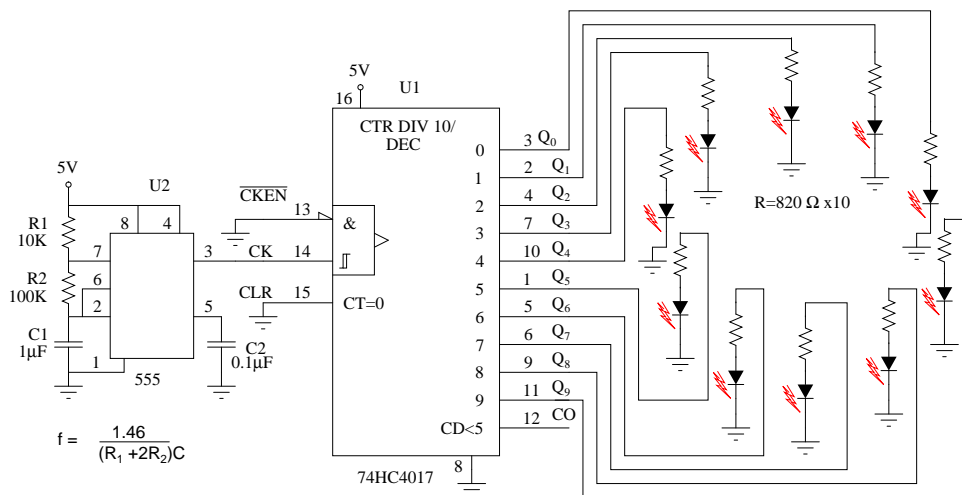 5V
U1
16
CTR DIV 10/
DEC
0 3 Q0
1 2 Q1
2 4 Q2
3 7 Q3
4 10 Q4
5 1 Q5
6 5 Q6
7 6 Q7
8 9 Q8
9 11 Q9
CD<5 12 CO
CKEN
13
&
CK
14
CLR
15
CT=0
8
74HC4017
5V
U2
R1
10K
8 4
7
3
R2
100K
6
2
5
C1
1µF
1
C2
0.1µF
555
f = 1.46
(R1 +2R2)C
R=820 Ω x10